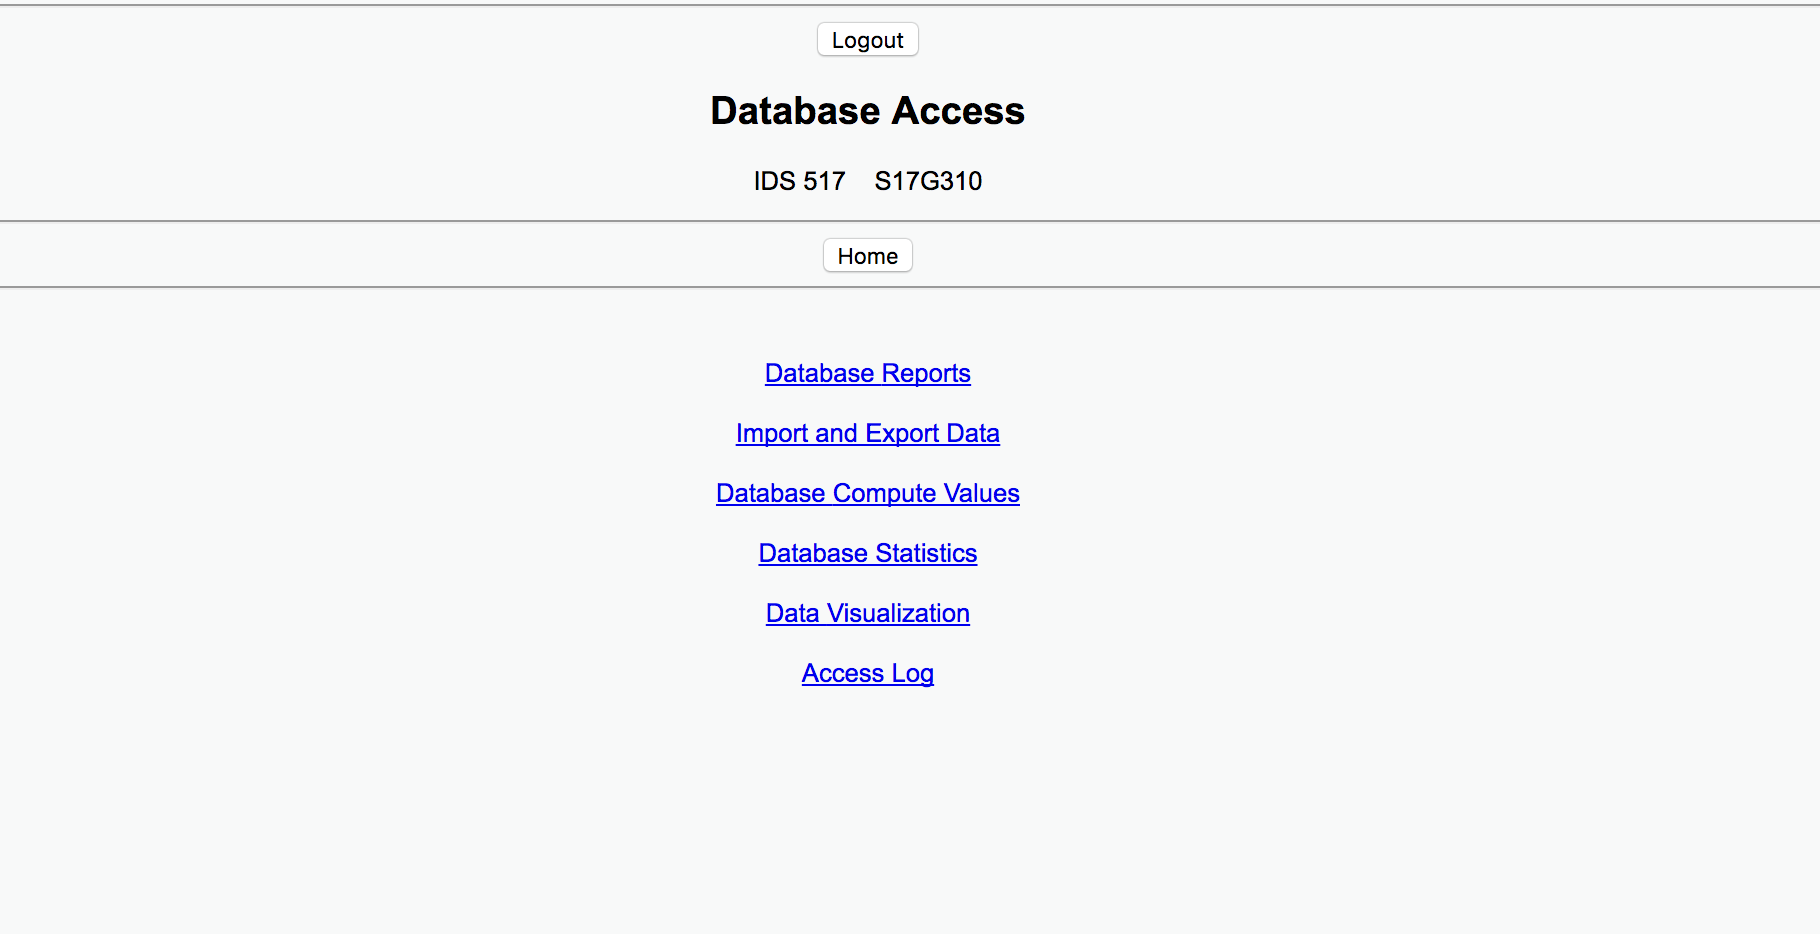 Logout
Database Access
IDS 517 S17G310
Home
Database Reports
Import and Export Data
Database Compute Values
Database Statistics
Data Visualization
Access Log